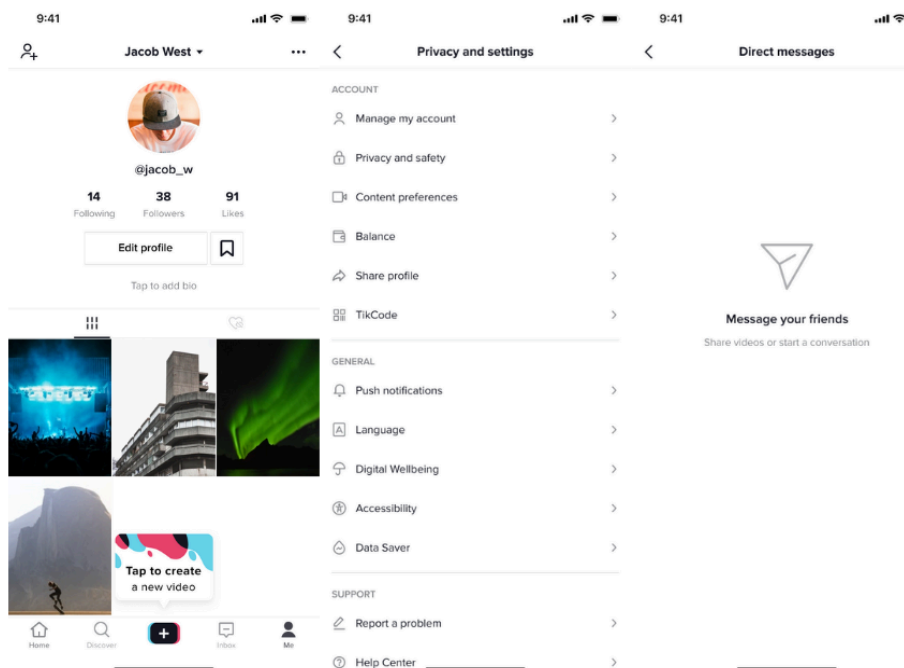 9:41
Jacob West
@jacob_w
14 38 91
Following Followers Likes
Edit profile
Tap to add bio
Tap to create
a new video
Home Discover Inbox Me
9:41
Privacy and settings
ACCOUNT
Manage my account
Privacy and safety
Content preferences
Balance
Share profile
TikCode
GENERAL
Push notifications
A Language
Digital Wellbeing
Accessibility
Data Saver
SUPPORT
Report a problem
Help Center
9:41
Direct messages
Message your friends
Share videos or start a conversation